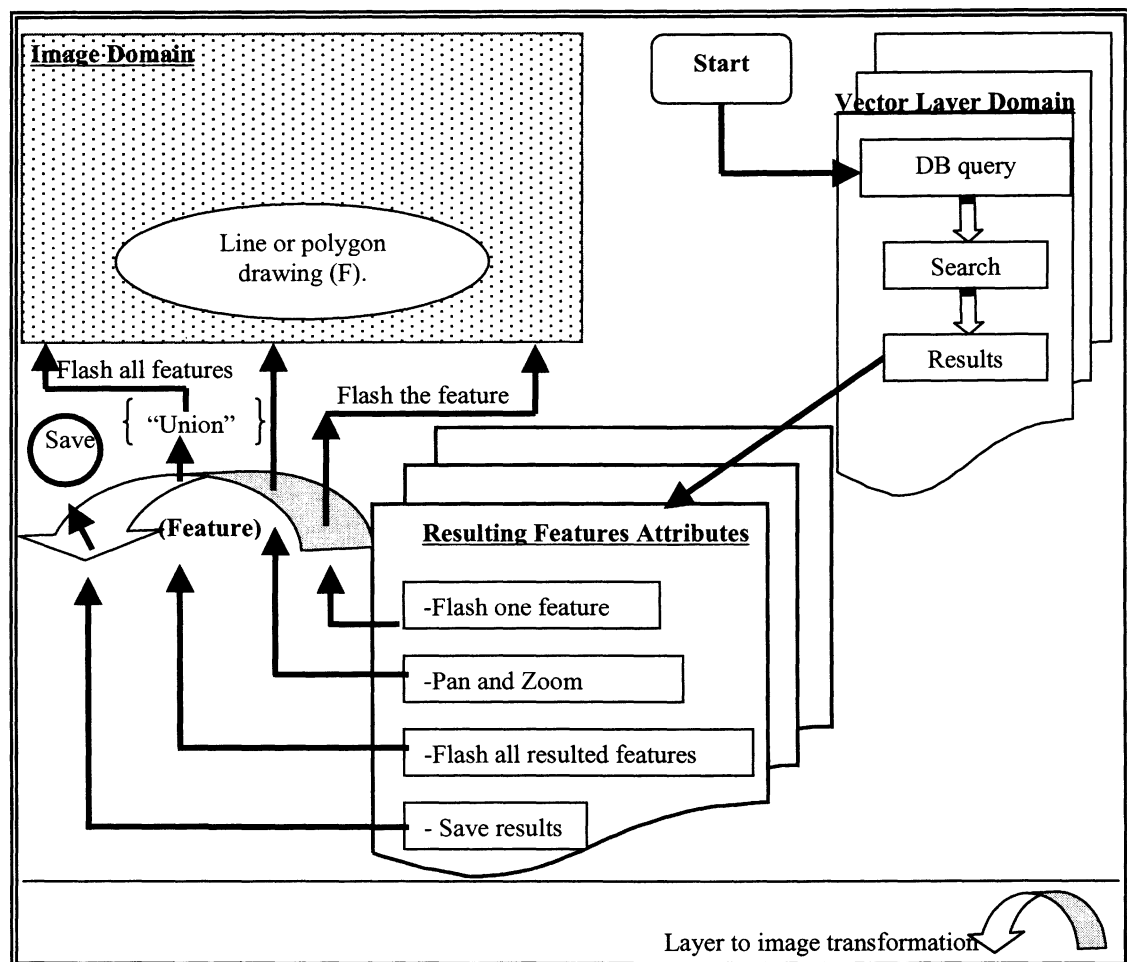 Image Domain
Start
Vector Layer Domain
DB query
Search
Results
Line or polygon
drawing (F).
Flash all features
Flash the feature
{ “Union” }
Save
(Feature)
Resulting Features Attributes
-Flash one feature
-Pan and Zoom
-Flash all resulted features
- Save results
Layer to image transformation